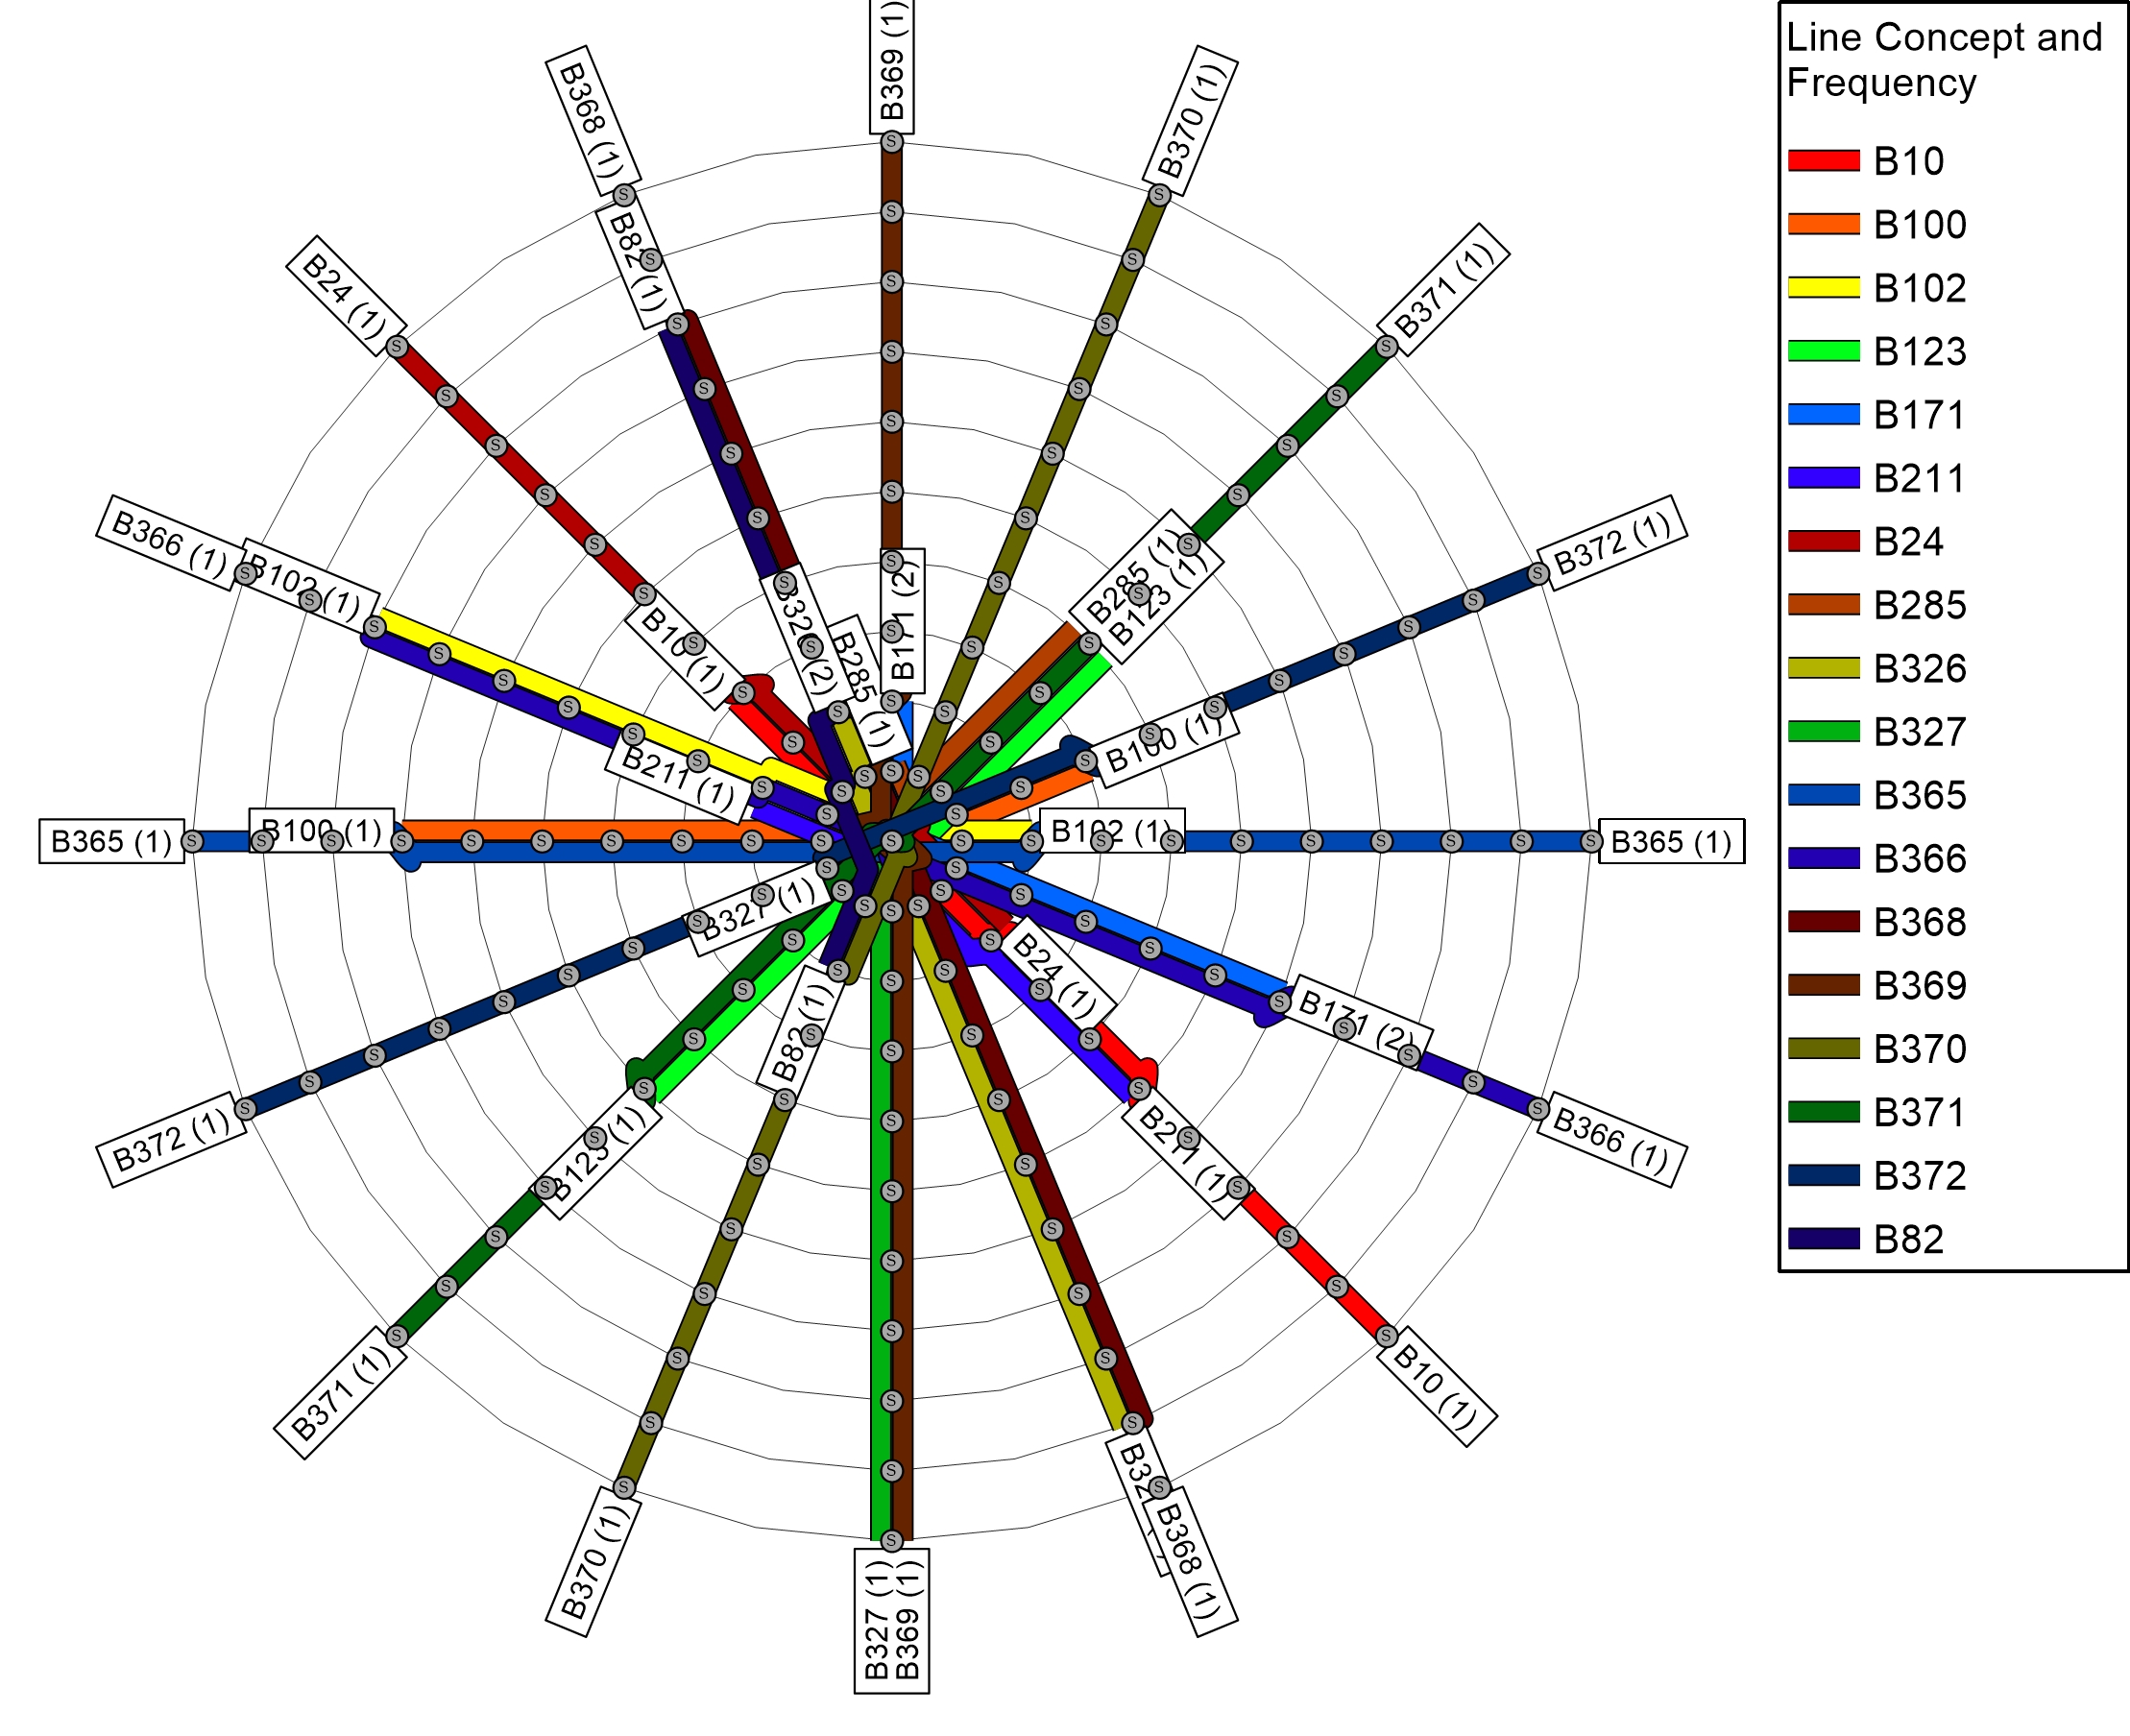 B369 (1)
B368 (1)
B370 (1)
B82 (1)
B24 (1)
B371 (1)
B366 (1)
B102 (1)
B372 (1)
B285 (1)
B123 (1)
B171 (2)
B10 (1)
B326 (2)
B285 (1)
B211 (1)
B100 (1)
B365 (1)
B100 (1)
B102 (1)
B365 (1)
B327 (1)
B24 (1)
B82 (1)
B171 (2)
B372 (1)
B123 (1)
B211 (1)
B366 (1)
B371 (1)
B10 (1)
B370 (1)
B327 (1)
B369 (1)
B368 (1)
Line Concept and
Frequency
B10
B100
B102
B123
B171
B211
B24
B285
B326
B327
B365
B366
B368
B369
B370
B371
B372
B82